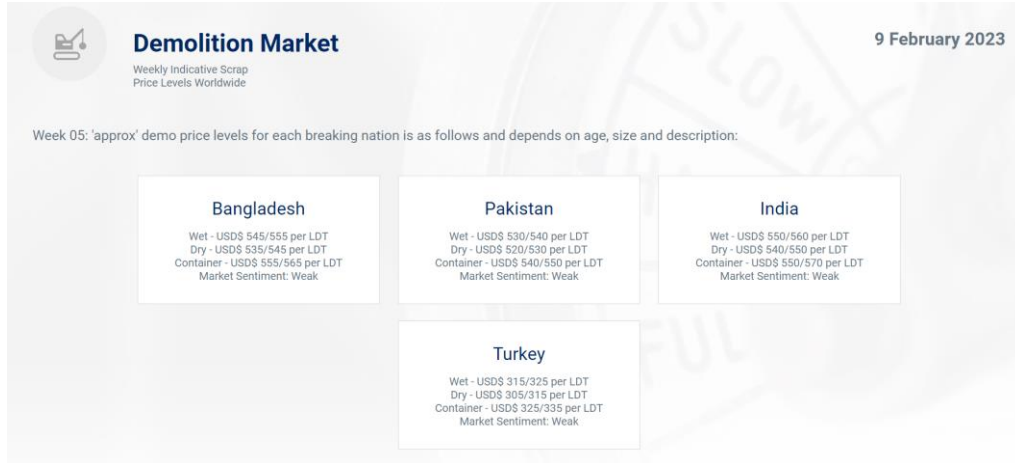 Demolition Market
9 February 2023
Weekly Indicative Scrap
Price Levels Worldwide
Week 05: 'approx' demo price levels for each breaking nation is as follows and depends on age, size and description:
Bangladesh
Wet - USD$ 545/555 per LDT
Dry - USD$ 535/545 per LDT
Container - USD$ 555/565 per LDT
Market Sentiment: Weak
Pakistan
Wet - USD$ 530/540 per LDT
Dry - USD$ 520/530 per LDT
Container - USD$ 540/550 per LDT
Market Sentiment: Weak
India
Wet - USD$ 550/560 per LDT
Dry - USD$ 540/550 per LDT
Container - USD$ 550/570 per LDT
Market Sentiment: Weak
Turkey
Wet - USD$ 315/325 per LDT
Dry - USD$ 305/315 per LDT
Container - USD$ 325/335 per LDT
Market Sentiment: Weak
SLOW
FUL